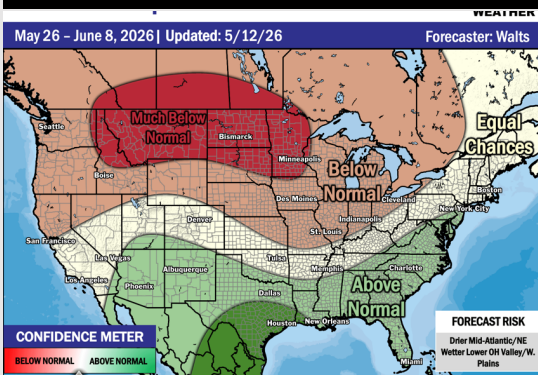 WEATHER
May 26 – June 8, 2026 | Updated: 5/12/26
Forecaster: Walts
Seattle
Much Below
Normal
Bismarck
Equal
Chances
Minneapolis
Boise
Below
Normal
Boston
Des Moines
Cleveland
New York City
Denver
Indianapolis
San Francisco
St. Louis
Las Vegas
Tulsa
Memphis
Charlotte
Albuquerque
Los Angeles
Phoenix
Dallas
Above
Normal
Houston
New Orleans
Miami
CONFIDENCE METER
BELOW NORMAL
ABOVE NORMAL
FORECAST RISK
Drier Mid-Atlantic/NE
Wetter Lower OH Valley/W.
Plains